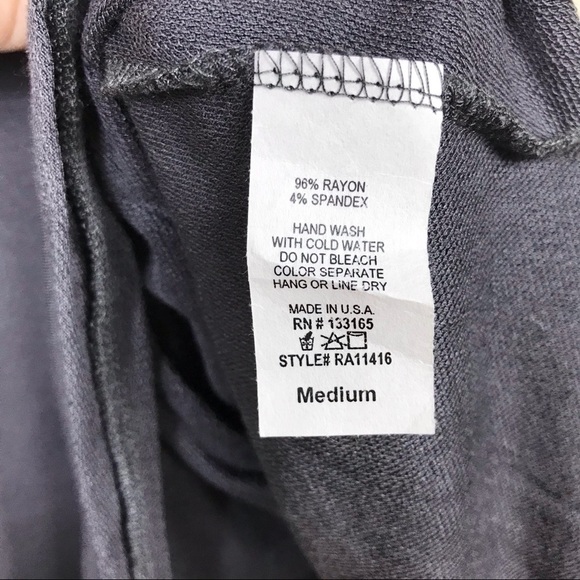 96% RAYON
4% SPANDEX
HAND WASH
WITH COLD WATER
DO NOT BLEACH
COLOR SEPARATE
HANG OR LINE DRY
MADE IN U.S.A.
RN # 133165
STYLE# RA11416
Medium